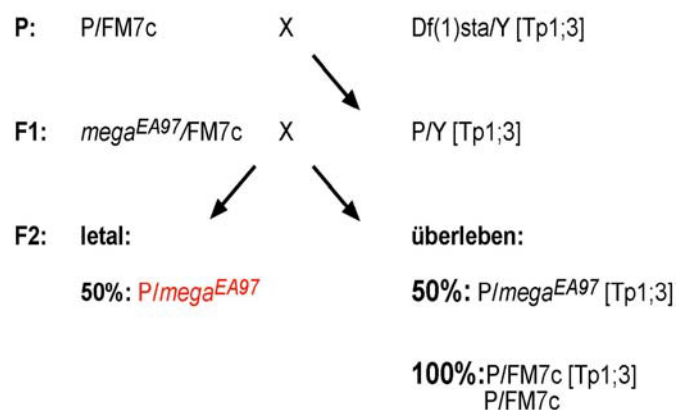 P: P/FM7c X Df(1)sta/Y [Tp1;3]
F1: mega^EA97/FM7c X P/Y [Tp1;3]
F2: letal: überleben:
50%: P/mega^EA97 50%: P/mega^EA97 [Tp1;3]
100%:P/FM7c [Tp1;3]
P/FM7c